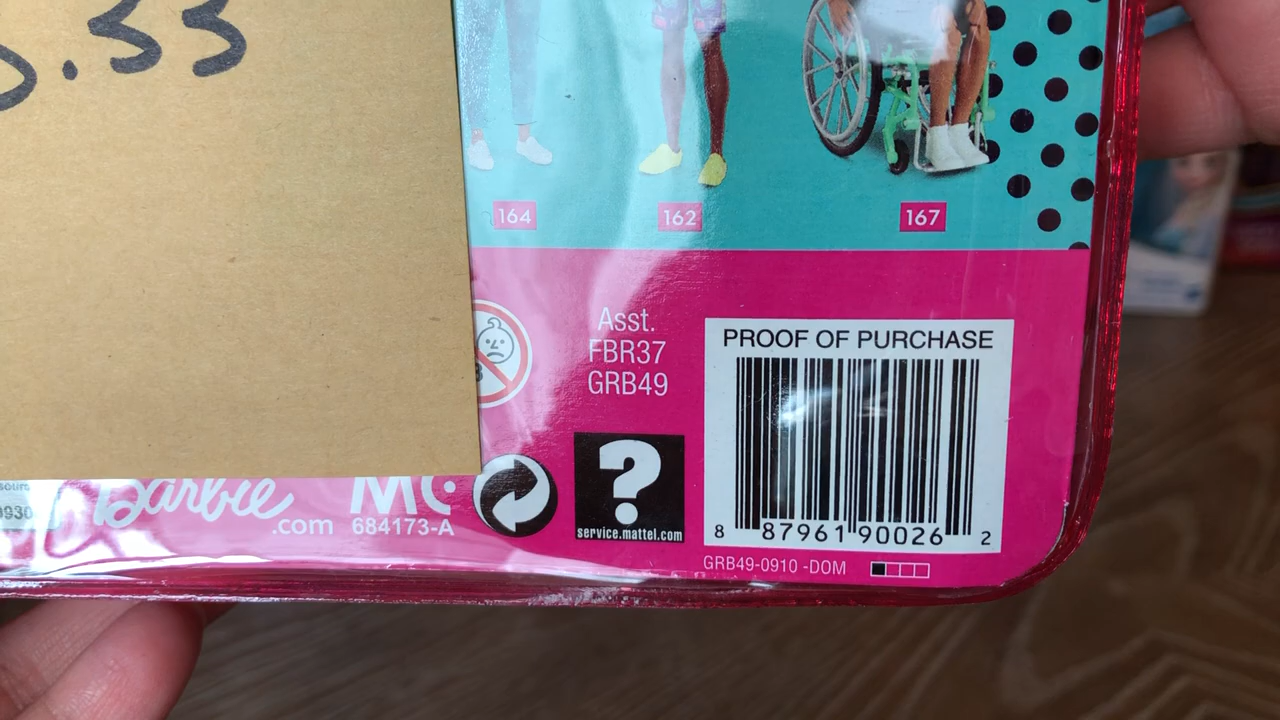 .33
164
162
167
Asst.
FBR37
GRB49
PROOF OF PURCHASE
8 87961 90026 2
?
service.mattel.com
Barbie
.com
684173-A
GRB49-0910 -DOM